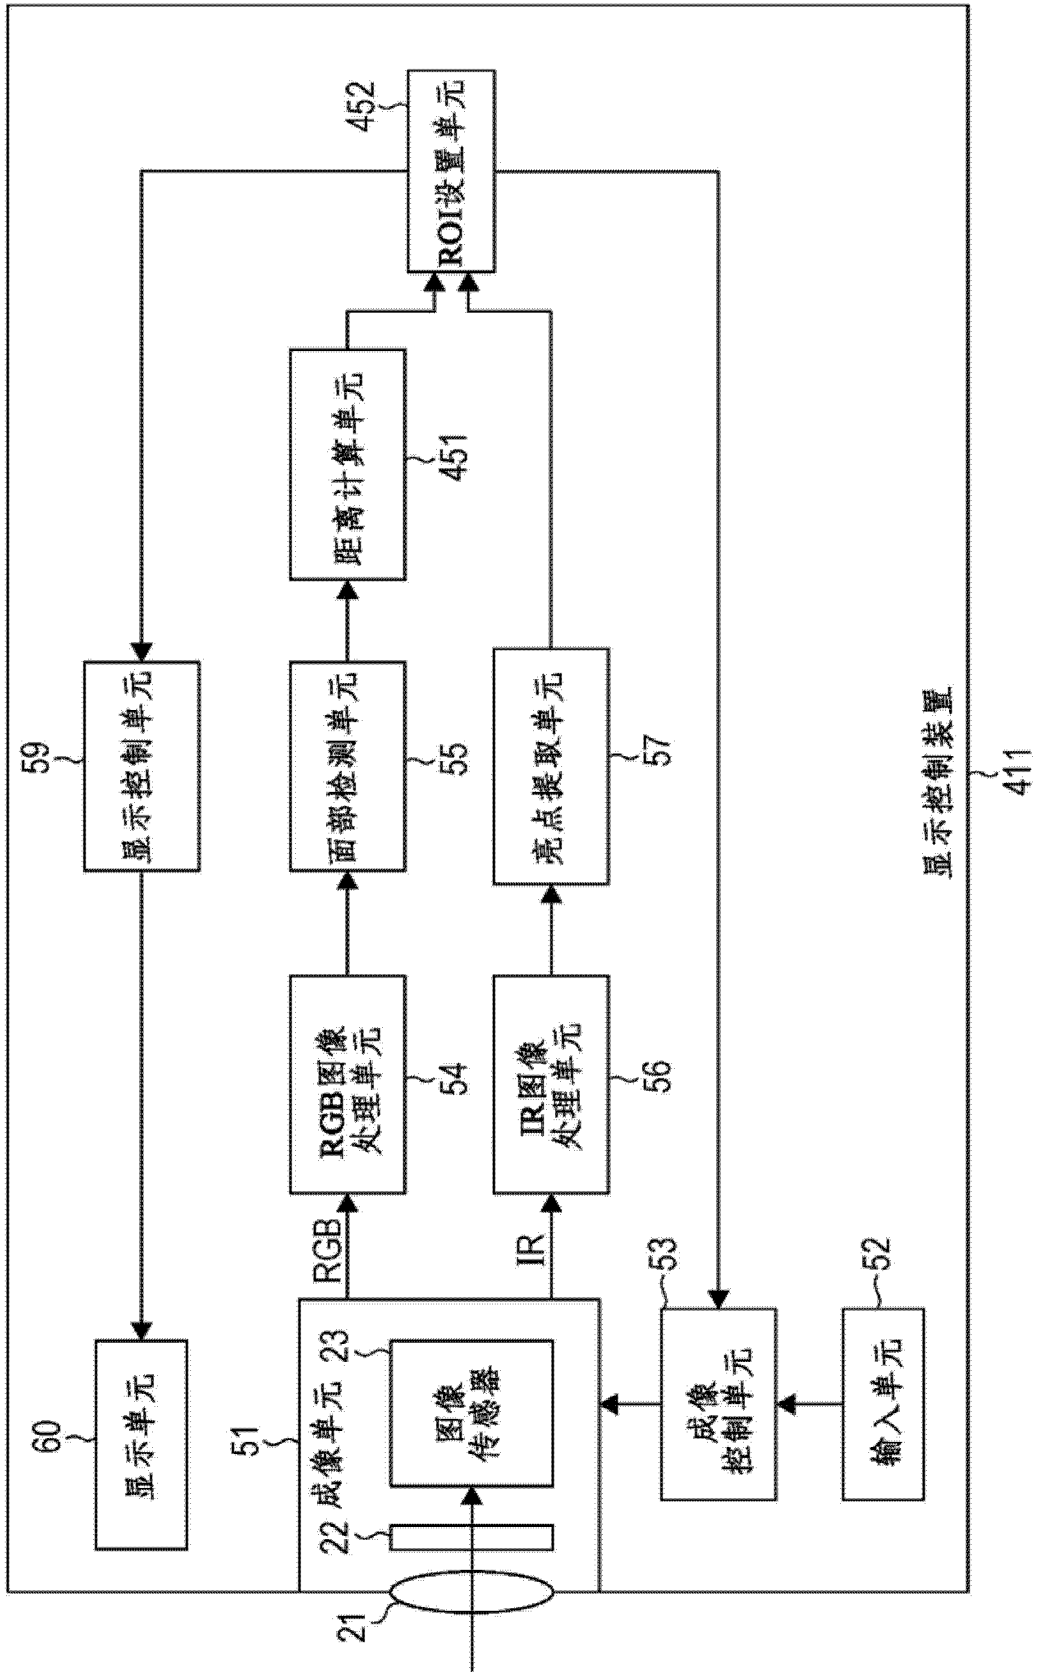 60
显示单元
59
显示控制单元
51
成像单元
21
22
23
图像
传感器
RGB
RGB图像
处理单元
54
面部检测单元
55
距离计算单元
451
452
ROI设置单元
IR
IR图像
处理单元
56
亮点提取单元
57
53
成像
控制单元
52
输入单元
显示控制装置
411